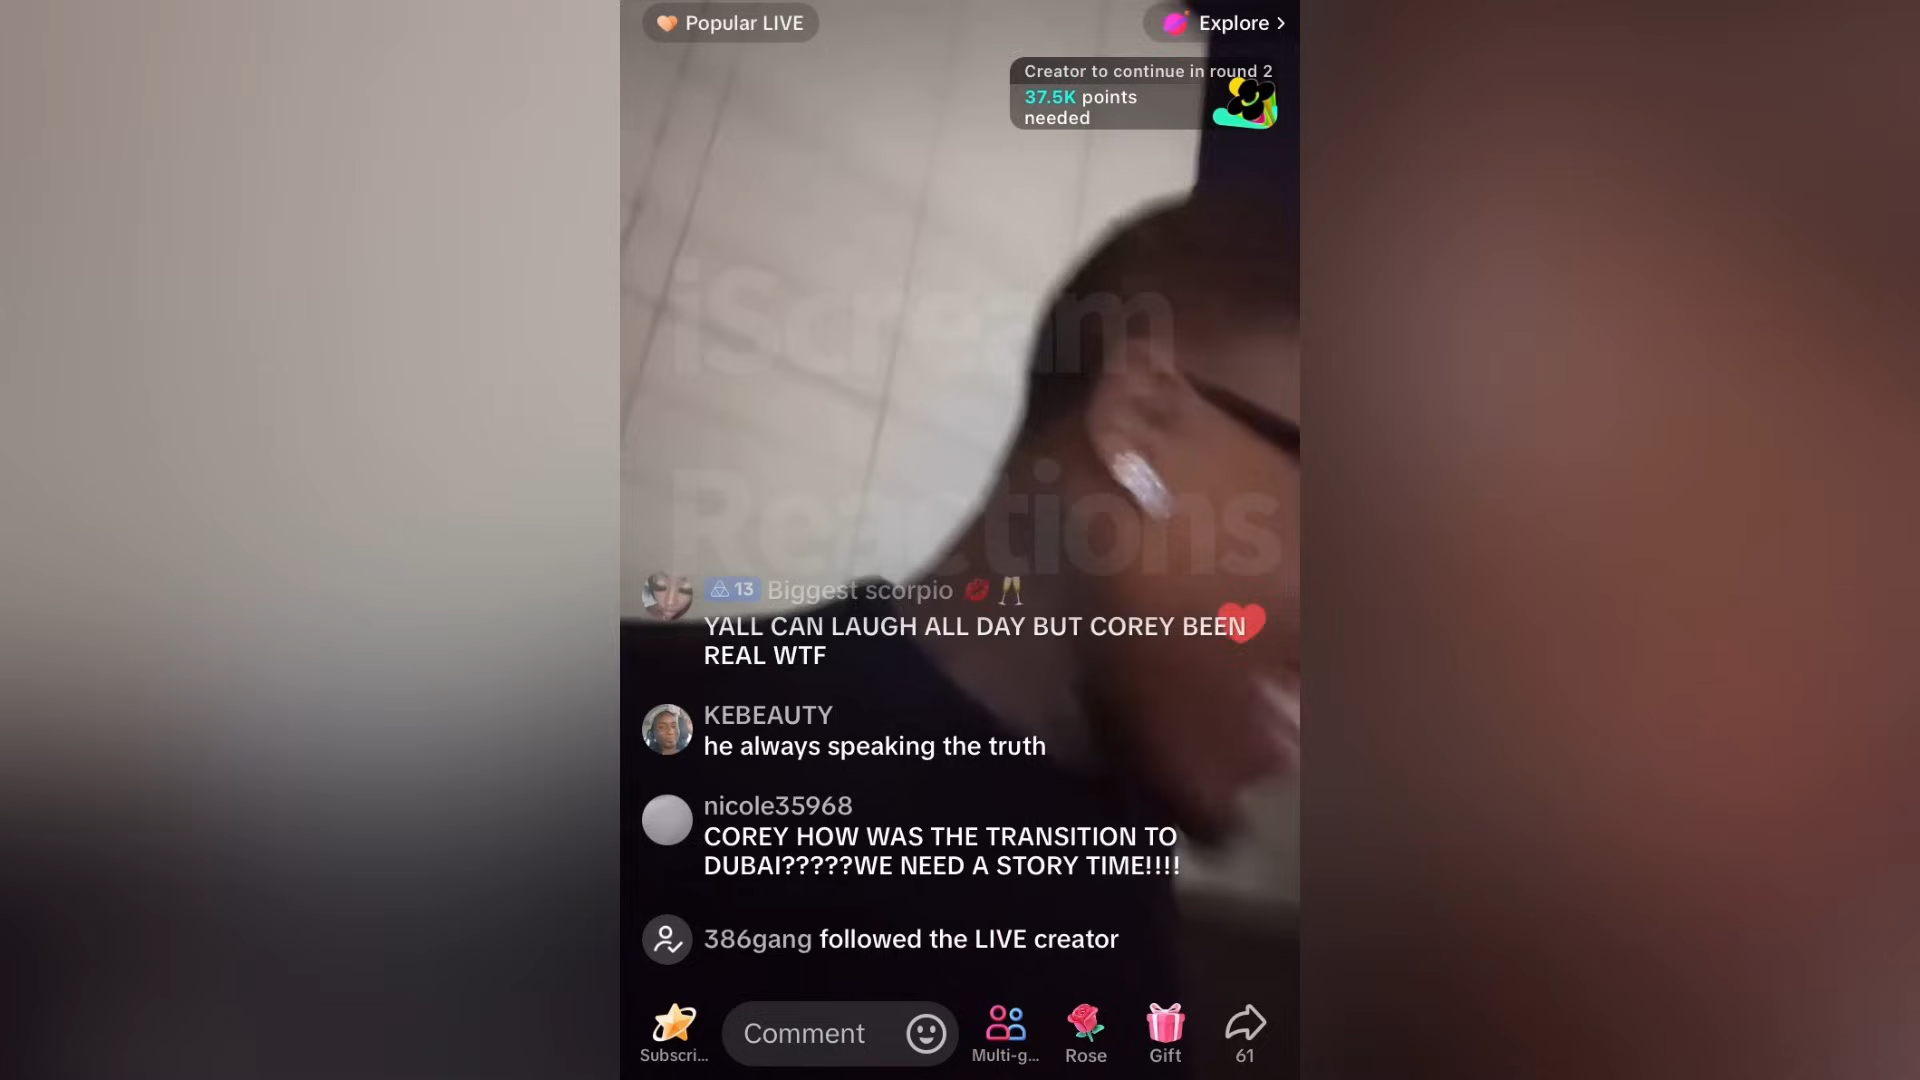 Popular LIVE
Explore >
Creator to continue in round 2
37.5K points
needed
iScream
Reactions
13 Biggest scorpio 💋 🥂
YALL CAN LAUGH ALL DAY BUT COREY BEEN
REAL WTF
KEBEAUTY
he always speaking the truth
nicole35968
COREY HOW WAS THE TRANSITION TO
DUBAI?????WE NEED A STORY TIME!!!!
386gang followed the LIVE creator
Comment
Subscri...
Multi-g...
Rose
Gift
61